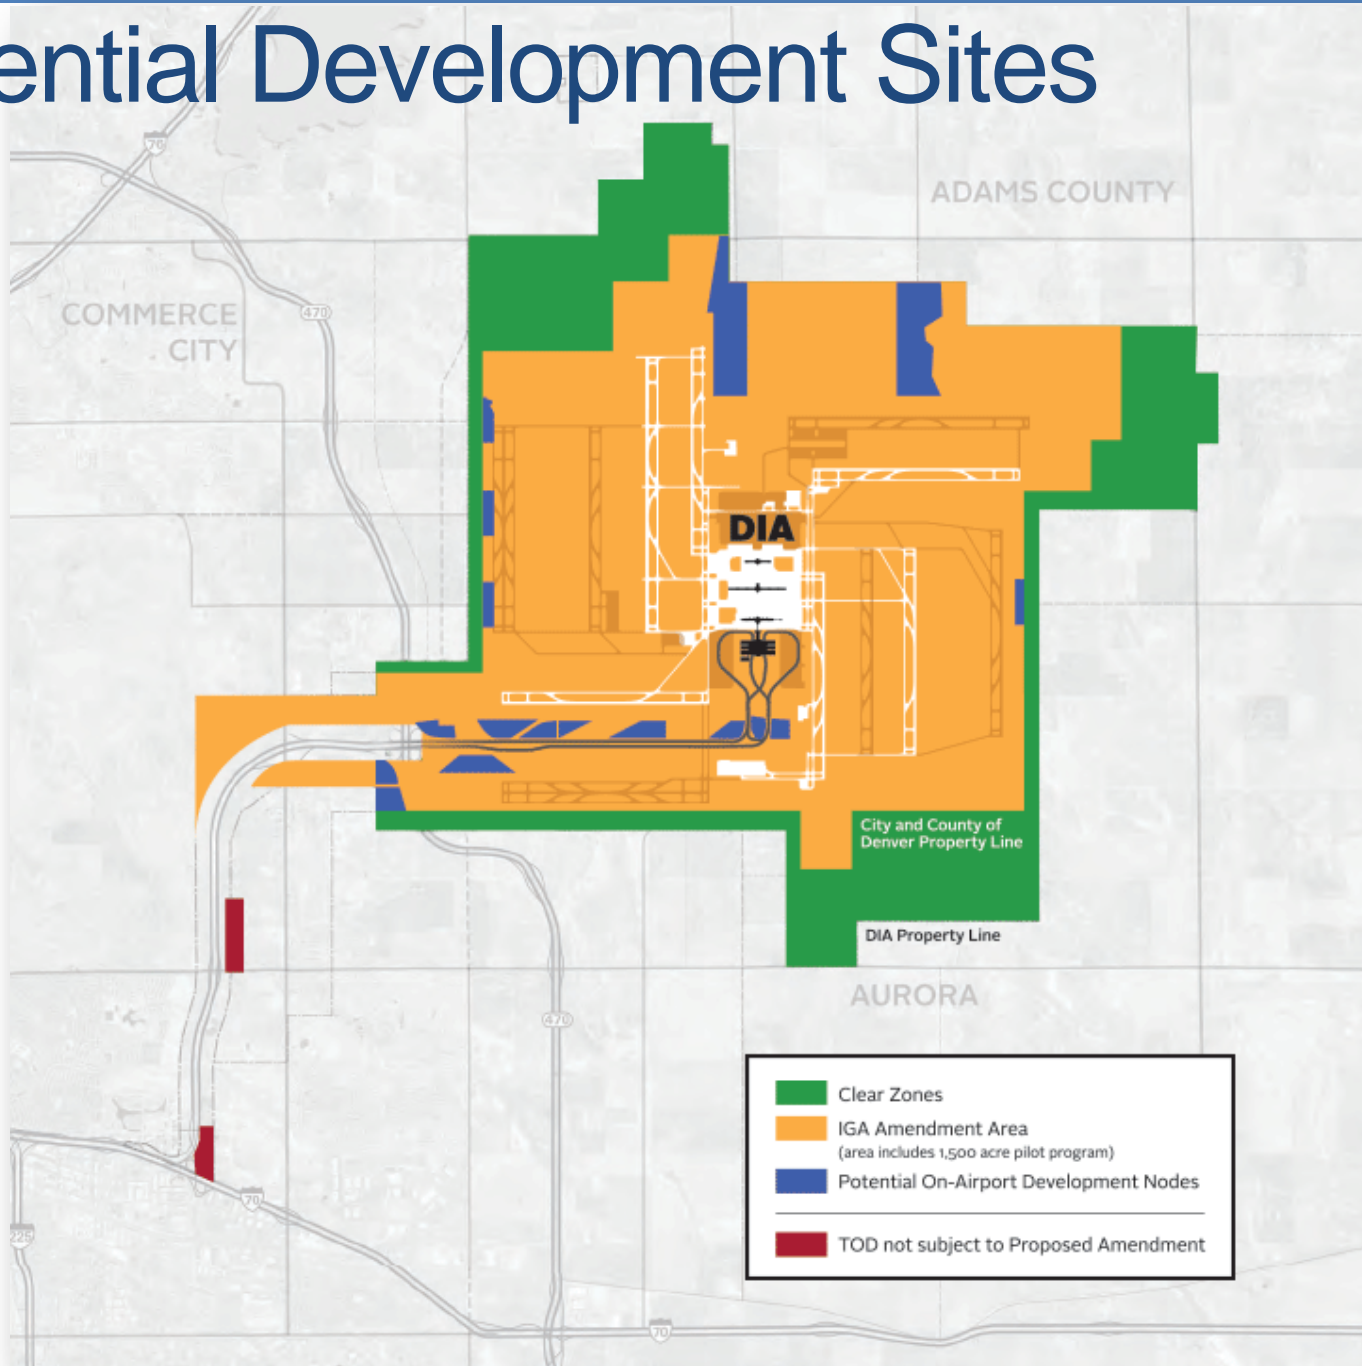 ential Development Sites
70
ADAMS COUNTY
COMMERCE
CITY
470
DIA
City and County of
Denver Property Line
DIA Property Line
AURORA
470
Clear Zones
IGA Amendment Area
(area includes 1,500 acre pilot program)
Potential On-Airport Development Nodes
TOD not subject to Proposed Amendment
70
225
70